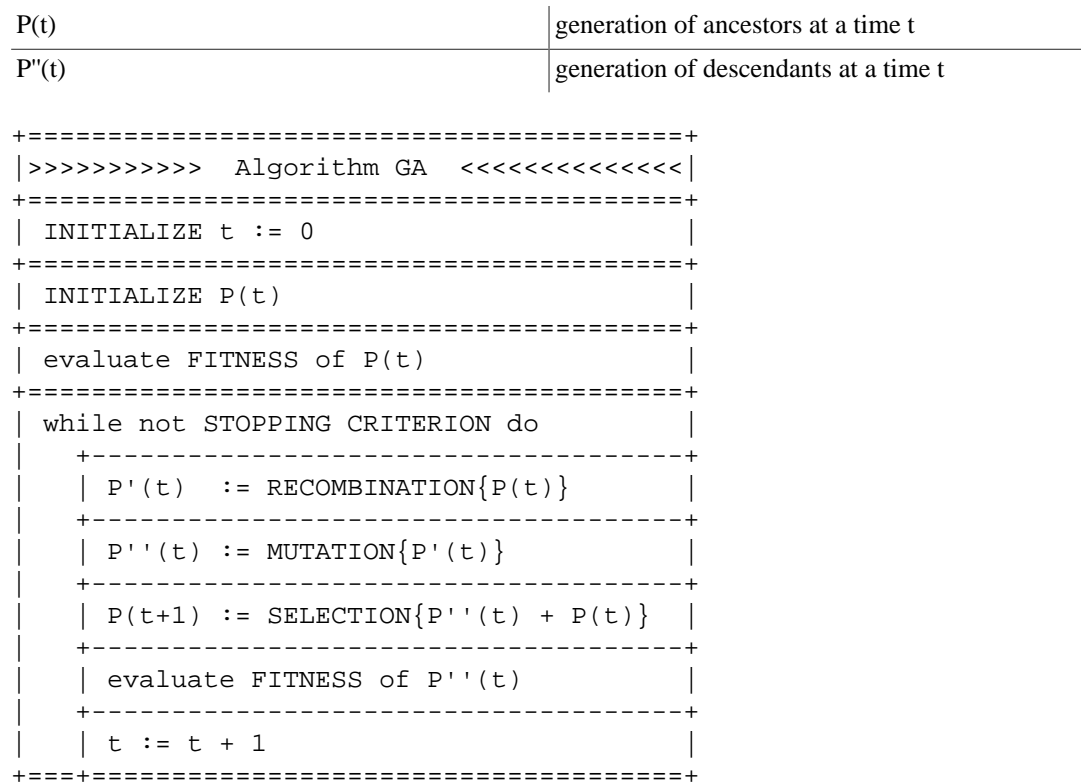 P(t) generation of ancestors at a time t
P''(t) generation of descendants at a time t
+=========================================+
|>>>>>>>>>>> Algorithm GA <<<<<<<<<<<<<<|
+=========================================+
| INITIALIZE t := 0 |
+=========================================+
| INITIALIZE P(t) |
+=========================================+
| evaluate FITNESS of P(t) |
+=========================================+
| while not STOPPING CRITERION do |
| +-------------------------------------+
| | P'(t) := RECOMBINATION{P(t)} |
| +-------------------------------------+
| | P''(t) := MUTATION{P'(t)} |
| +-------------------------------------+
| | P(t+1) := SELECTION{P''(t) + P(t)} |
| +-------------------------------------+
| | evaluate FITNESS of P''(t) |
| +-------------------------------------+
| | t := t + 1 |
+===+=====================================+